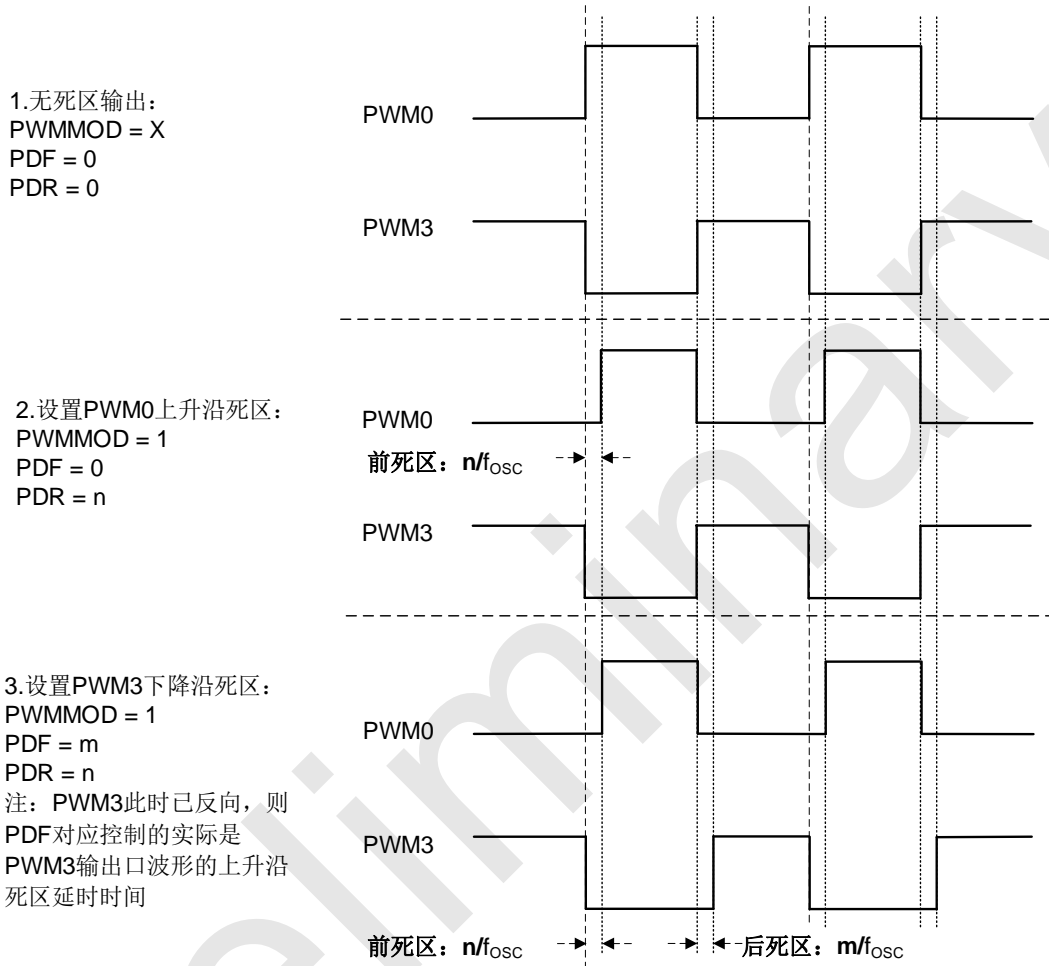 1.无死区输出：
PWMMOD = X
PDF = 0
PDR = 0
PWM0
PWM3
2.设置PWM0上升沿死区：
PWMMOD = 1
PDF = 0
PDR = n
PWM0
前死区：n/fOSC
PWM3
3.设置PWM3下降沿死区：
PWMMOD = 1
PDF = m
PDR = n
注：PWM3此时已反向，则
PDF对应控制的实际是
PWM3输出口波形的上升沿
死区延时时间
PWM0
PWM3
前死区：n/fOSC
后死区：m/fOSC
eliminary